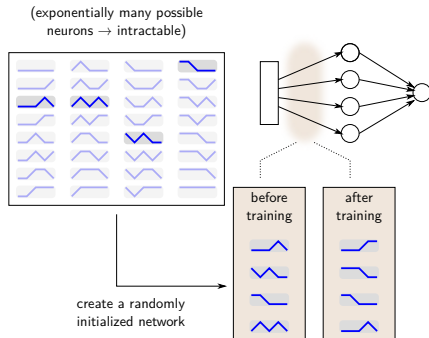 (exponentially many possible
neurons → intractable)
before
training
after
training
create a randomly
initialized network